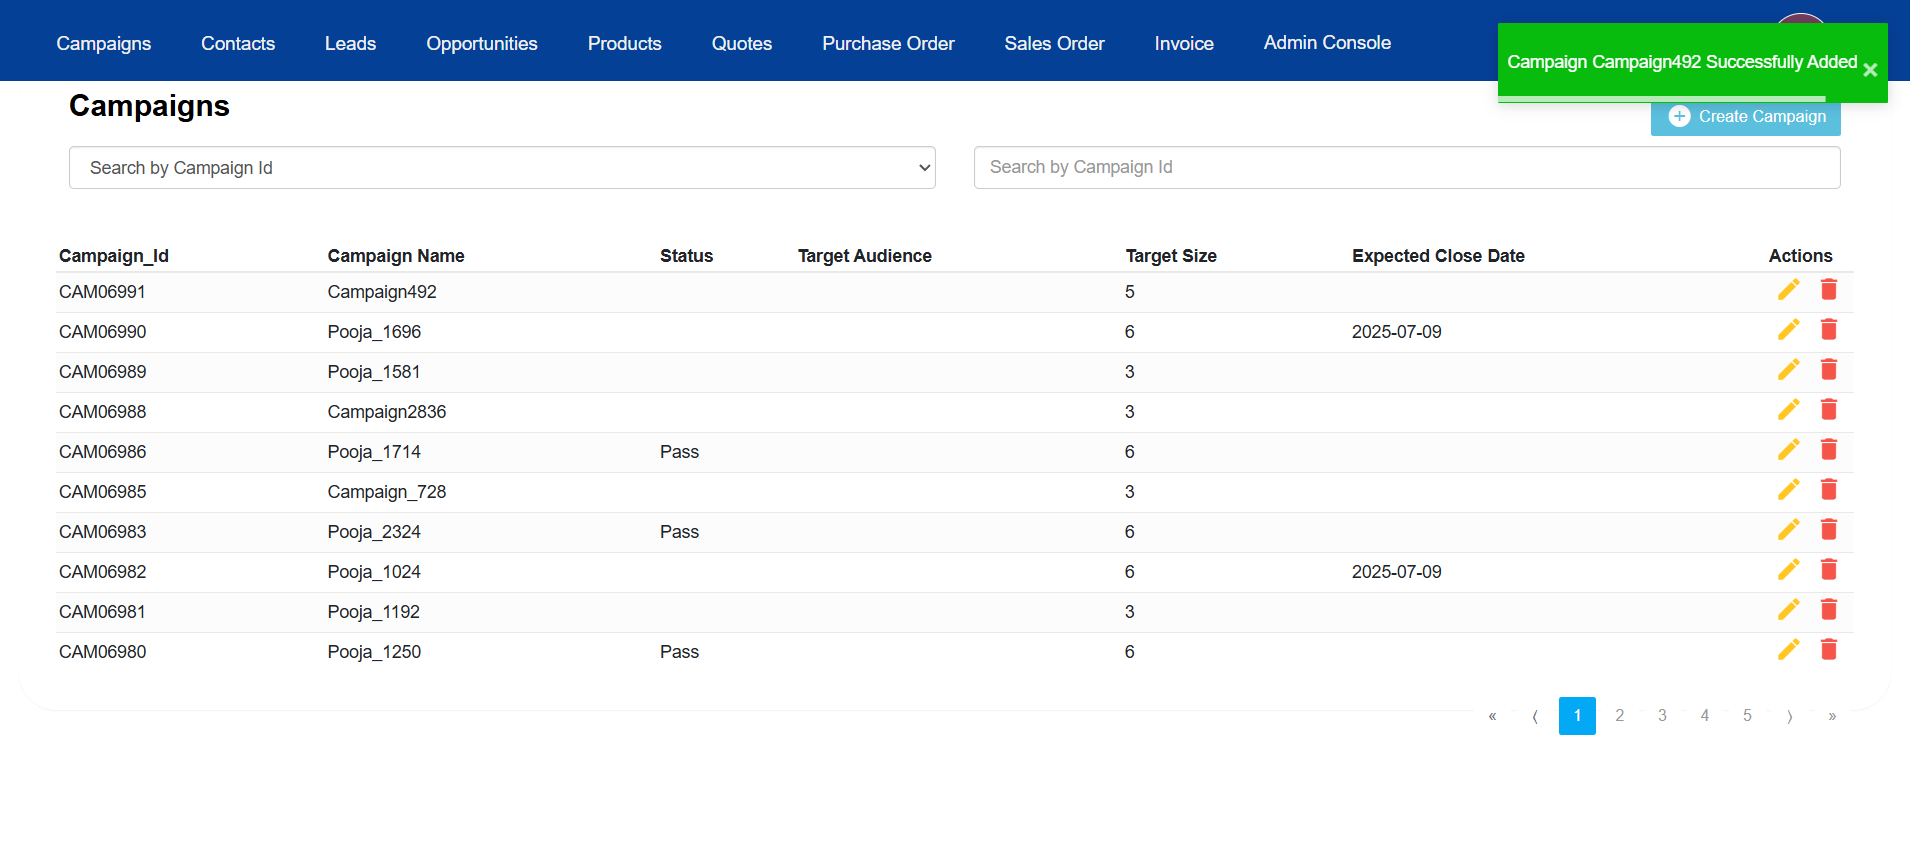 Campaigns Contacts Leads Opportunities Products Quotes Purchase Order Sales Order Invoice Admin Console
Campaign Campaign492 Successfully Added ×
Campaigns
Create Campaign
Search by Campaign Id Search by Campaign Id
Campaign_Id Campaign Name Status Target Audience Target Size Expected Close Date Actions
CAM06991 Campaign492 5
CAM06990 Pooja_1696 6 2025-07-09
CAM06989 Pooja_1581 3
CAM06988 Campaign2836 3
CAM06986 Pooja_1714 Pass 6
CAM06985 Campaign_728 3
CAM06983 Pooja_2324 Pass 6
CAM06982 Pooja_1024 6 2025-07-09
CAM06981 Pooja_1192 3
CAM06980 Pooja_1250 Pass 6
« ⟨ 1 2 3 4 5 ⟩ »